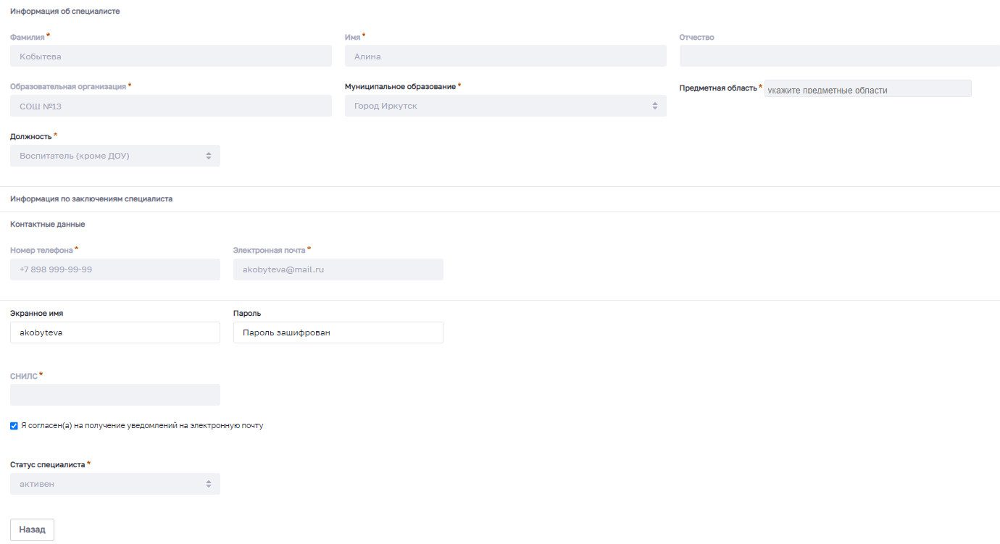 Информация об специалисте
Фамилия * Имя * Отчество
Кобытева Алина
Образовательная организация * Муниципальное образование * Предметная область * укажите предметные области
СОШ №13 Город Иркутск
Должность *
Воспитатель (кроме ДОУ)
Информация по заключениям специалиста
Контактные данные
Номер телефона * Электронная почта *
+7 898 999-99-99 akobyteva@mail.ru
Экранное имя Пароль
akobyteva Пароль зашифрован
СНИЛС *
Я согласен(а) на получение уведомлений на электронную почту
Статус специалиста *
активен
Назад